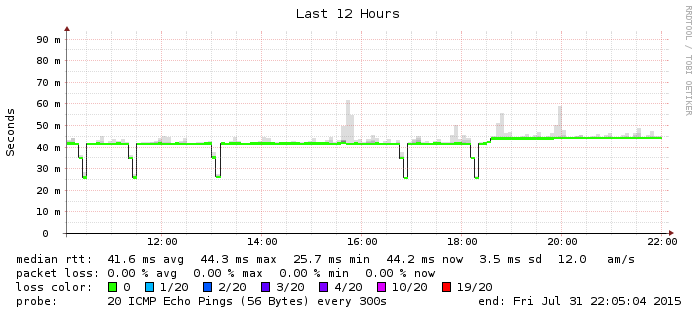 Last 12 Hours
RRDTOOL / TOBI OETIKER
Seconds
90 m
80 m
70 m
60 m
50 m
40 m
30 m
20 m
10 m
0
12:00 14:00 16:00 18:00 20:00 22:00
median rtt: 41.6 ms avg 44.3 ms max 25.7 ms min 44.2 ms now 3.5 ms sd 12.0 am/s
packet loss: 0.00 % avg 0.00 % max 0.00 % min 0.00 % now
loss color: 0 1/20 2/20 3/20 4/20 10/20 19/20
probe: 20 ICMP Echo Pings (56 Bytes) every 300s end: Fri Jul 31 22:05:04 2015